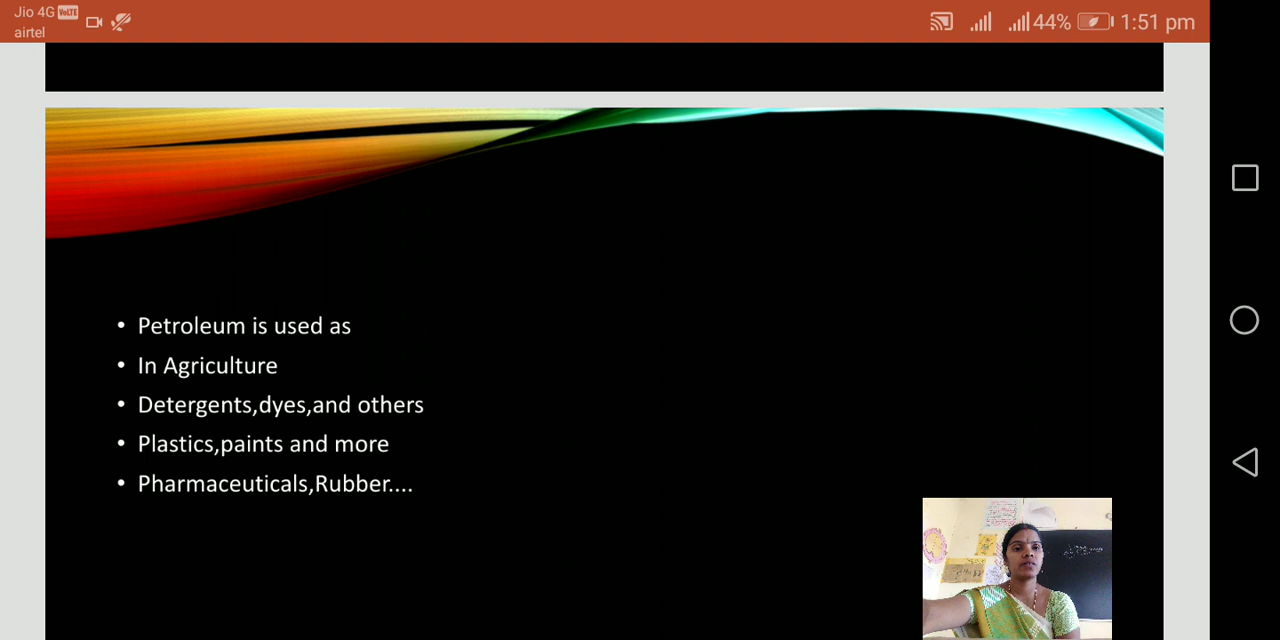 Jio 4G VoLTE
airtel
44% 1:51 pm
• Petroleum is used as
• In Agriculture
• Detergents,dyes,and others
• Plastics,paints and more
• Pharmaceuticals,Rubber....